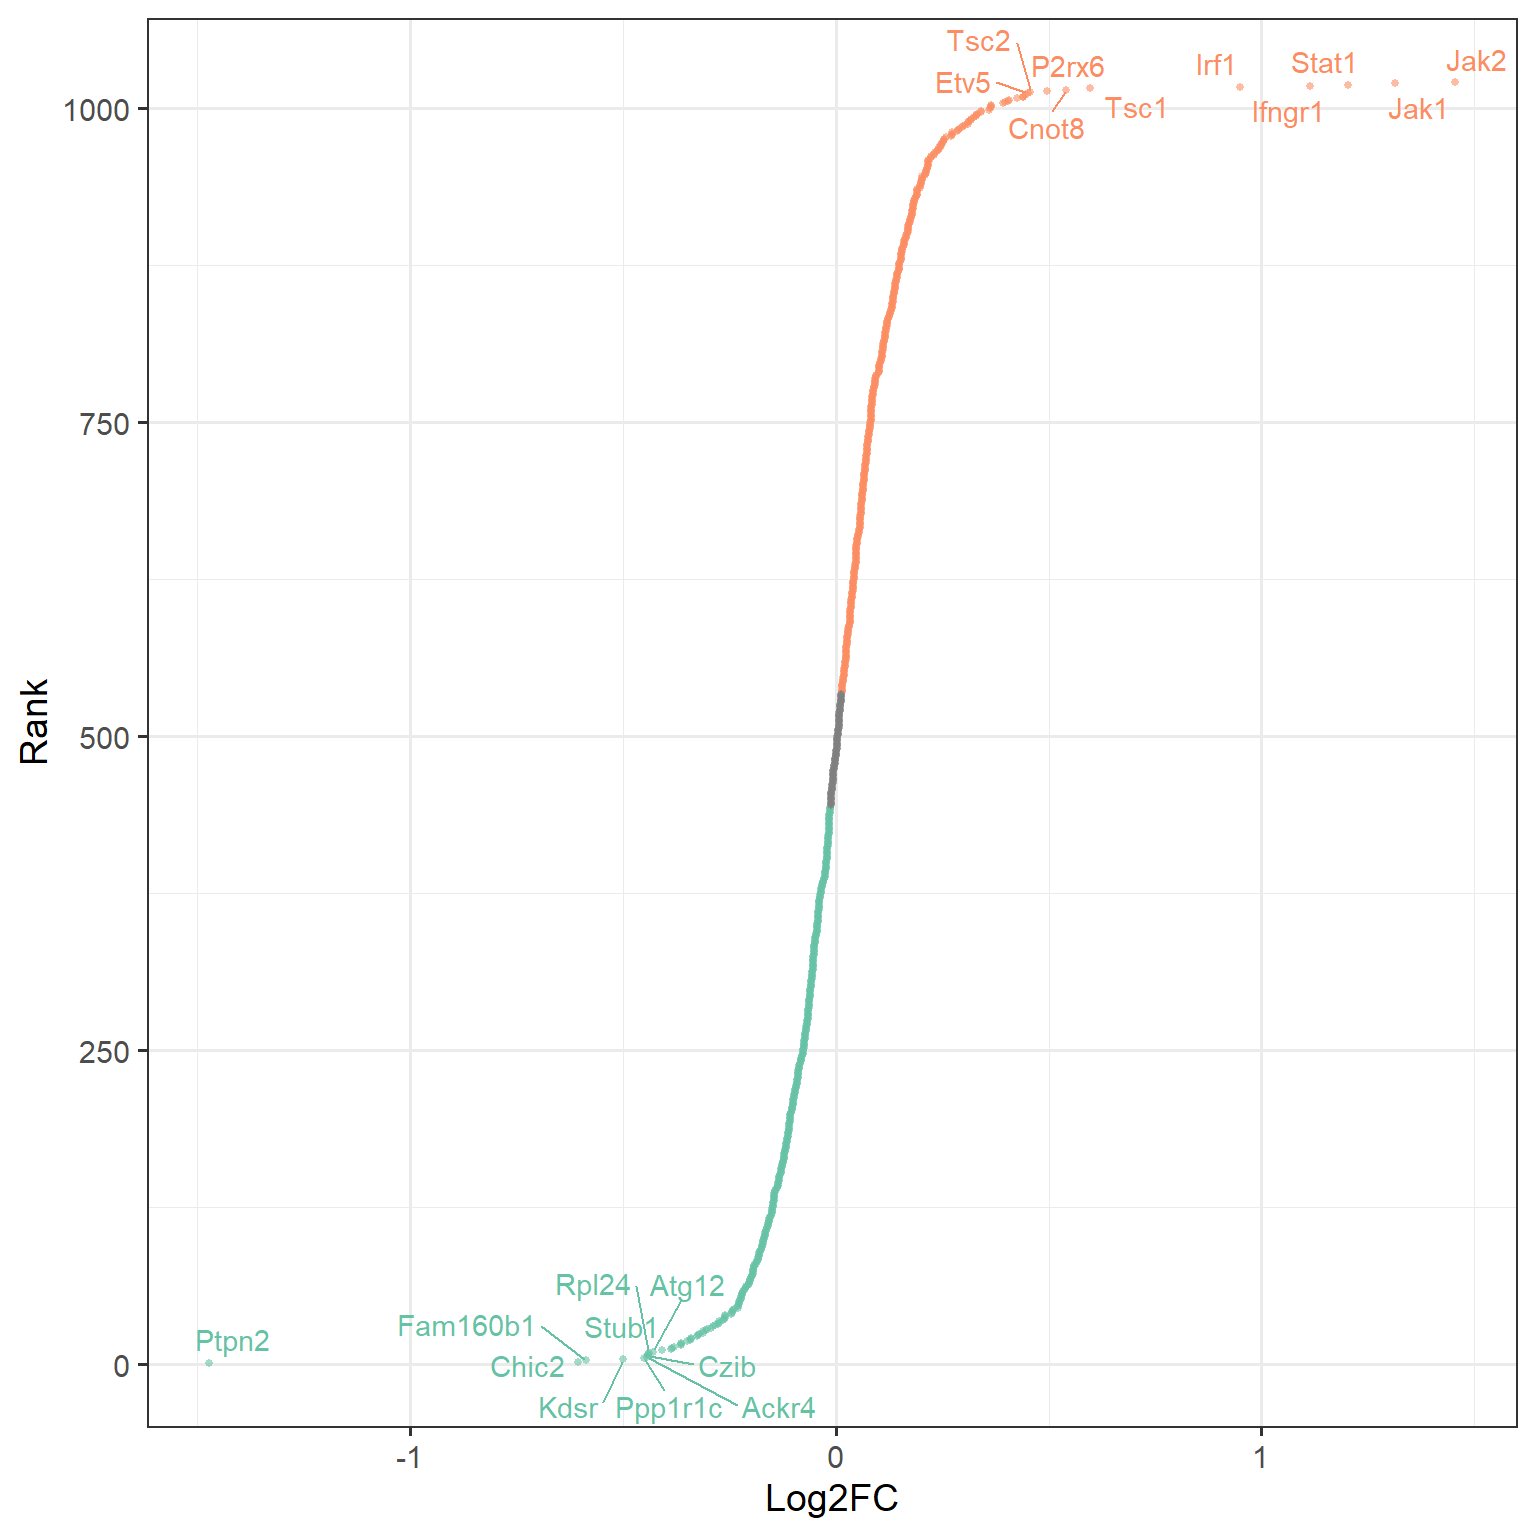 Tsc2
P2rx6
Etv5
Irf1
Stat1
Jak2
Tsc1
Ifngr1
Jak1
Cnot8
1000
750
500
250
0
Rank
Rpl24
Atg12
Fam160b1
Stub1
Ptpn2
Chic2
Czib
Kdsr
Ppp1r1c
Ackr4
-1
0
1
Log2FC